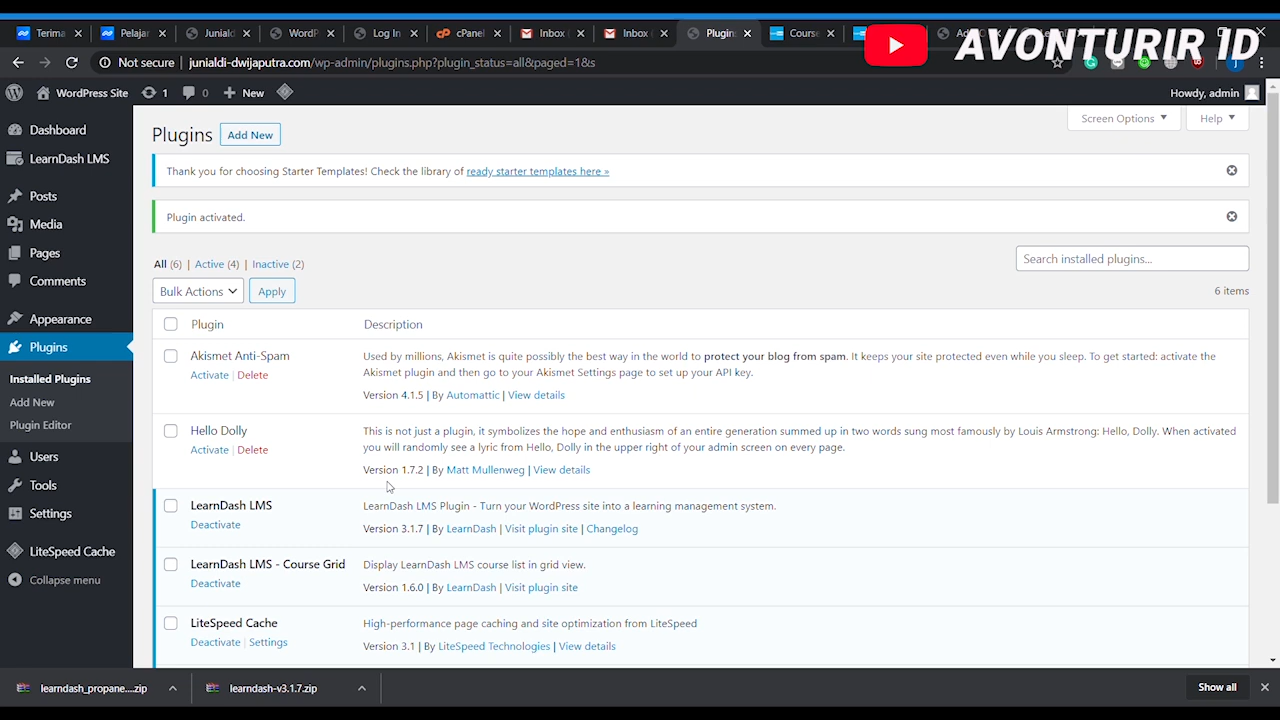 Terima
Pelajar
Junialdi
WordP
Log In
cPanel
Inbox
Inbox
Plugin
Cours
AVONTURIR ID
Not secure junialdi-dwijaputra.com/wp-admin/plugins.php?plugin_status=all&paged=1&s
WordPress Site 1 0 New Howdy, admin
Dashboard
LearnDash LMS
Posts
Media
Pages
Comments
Appearance
Plugins
Installed Plugins
Add New
Plugin Editor
Users
Tools
Settings
LiteSpeed Cache
Collapse menu
Screen Options Help
Plugins Add New
Thank you for choosing Starter Templates! Check the library of ready starter templates here »
Plugin activated.
All (6) | Active (4) | Inactive (2)
Search installed plugins...
Bulk Actions Apply
6 items
Plugin Description
Akismet Anti-Spam
Activate | Delete
Used by millions, Akismet is quite possibly the best way in the world to protect your blog from spam. It keeps your site protected even while you sleep. To get started: activate the
Akismet plugin and then go to your Akismet Settings page to set up your API key.
Version 4.1.5 | By Automattic | View details
Hello Dolly
Activate | Delete
This is not just a plugin, it symbolizes the hope and enthusiasm of an entire generation summed up in two words sung most famously by Louis Armstrong: Hello, Dolly. When activated
you will randomly see a lyric from Hello, Dolly in the upper right of your admin screen on every page.
Version 1.7.2 | By Matt Mullenweg | View details
LearnDash LMS
Deactivate
LearnDash LMS Plugin - Turn your WordPress site into a learning management system.
Version 3.1.7 | By LearnDash | Visit plugin site | Changelog
LearnDash LMS - Course Grid
Deactivate
Display LearnDash LMS course list in grid view.
Version 1.6.0 | By LearnDash | Visit plugin site
LiteSpeed Cache
Deactivate | Settings
High-performance page caching and site optimization from LiteSpeed
Version 3.1 | By LiteSpeed Technologies | View details
learndash_propane....zip
learndash-v3.1.7.zip
Show all